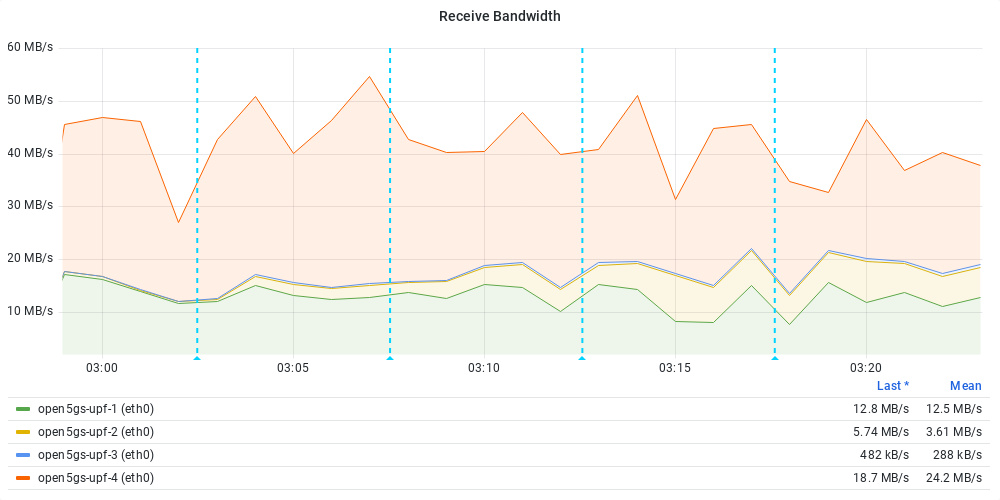 Receive Bandwidth
60 MB/s
50 MB/s
40 MB/s
30 MB/s
20 MB/s
10 MB/s
03:00 03:05 03:10 03:15 03:20
Last * Mean
open5gs-upf-1 (eth0) 12.8 MB/s 12.5 MB/s
open5gs-upf-2 (eth0) 5.74 MB/s 3.61 MB/s
open5gs-upf-3 (eth0) 482 kB/s 288 kB/s
open5gs-upf-4 (eth0) 18.7 MB/s 24.2 MB/s